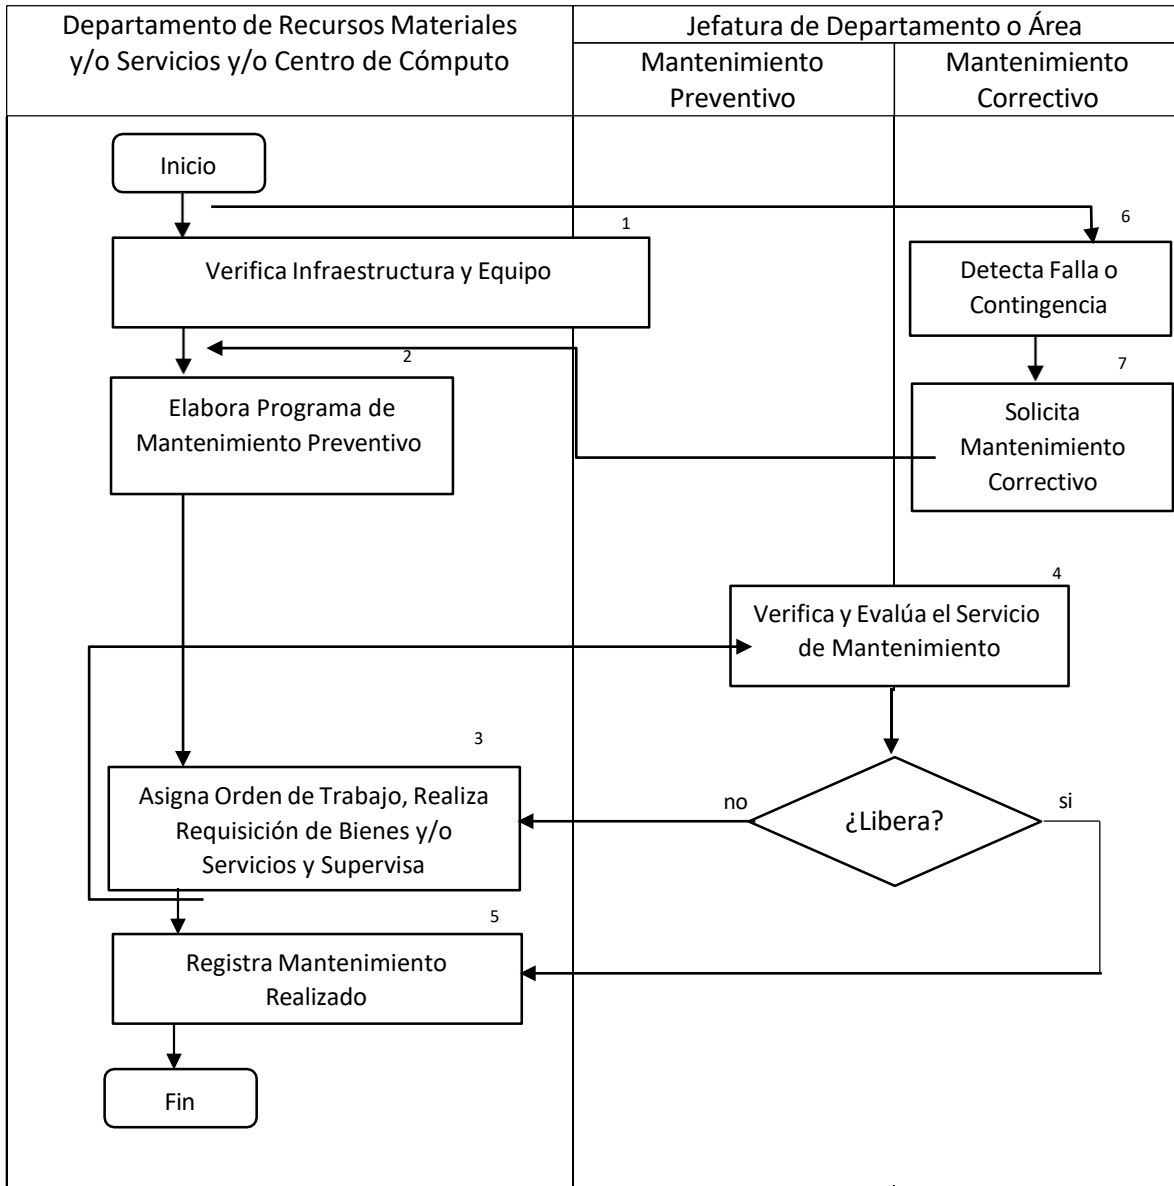 Departamento de Recursos Materiales
y/o Servicios y/o Centro de Cómputo
Jefatura de Departamento o Área
Mantenimiento
Preventivo
Mantenimiento
Correctivo
Inicio
1
Verifica Infraestructura y Equipo
6
Detecta Falla o
Contingencia
2
Elabora Programa de
Mantenimiento Preventivo
7
Solicita
Mantenimiento
Correctivo
4
Verifica y Evalúa el Servicio
de Mantenimiento
3
Asigna Orden de Trabajo, Realiza
Requisición de Bienes y/o
Servicios y Supervisa
no
¿Libera?
si
5
Registra Mantenimiento
Realizado
Fin